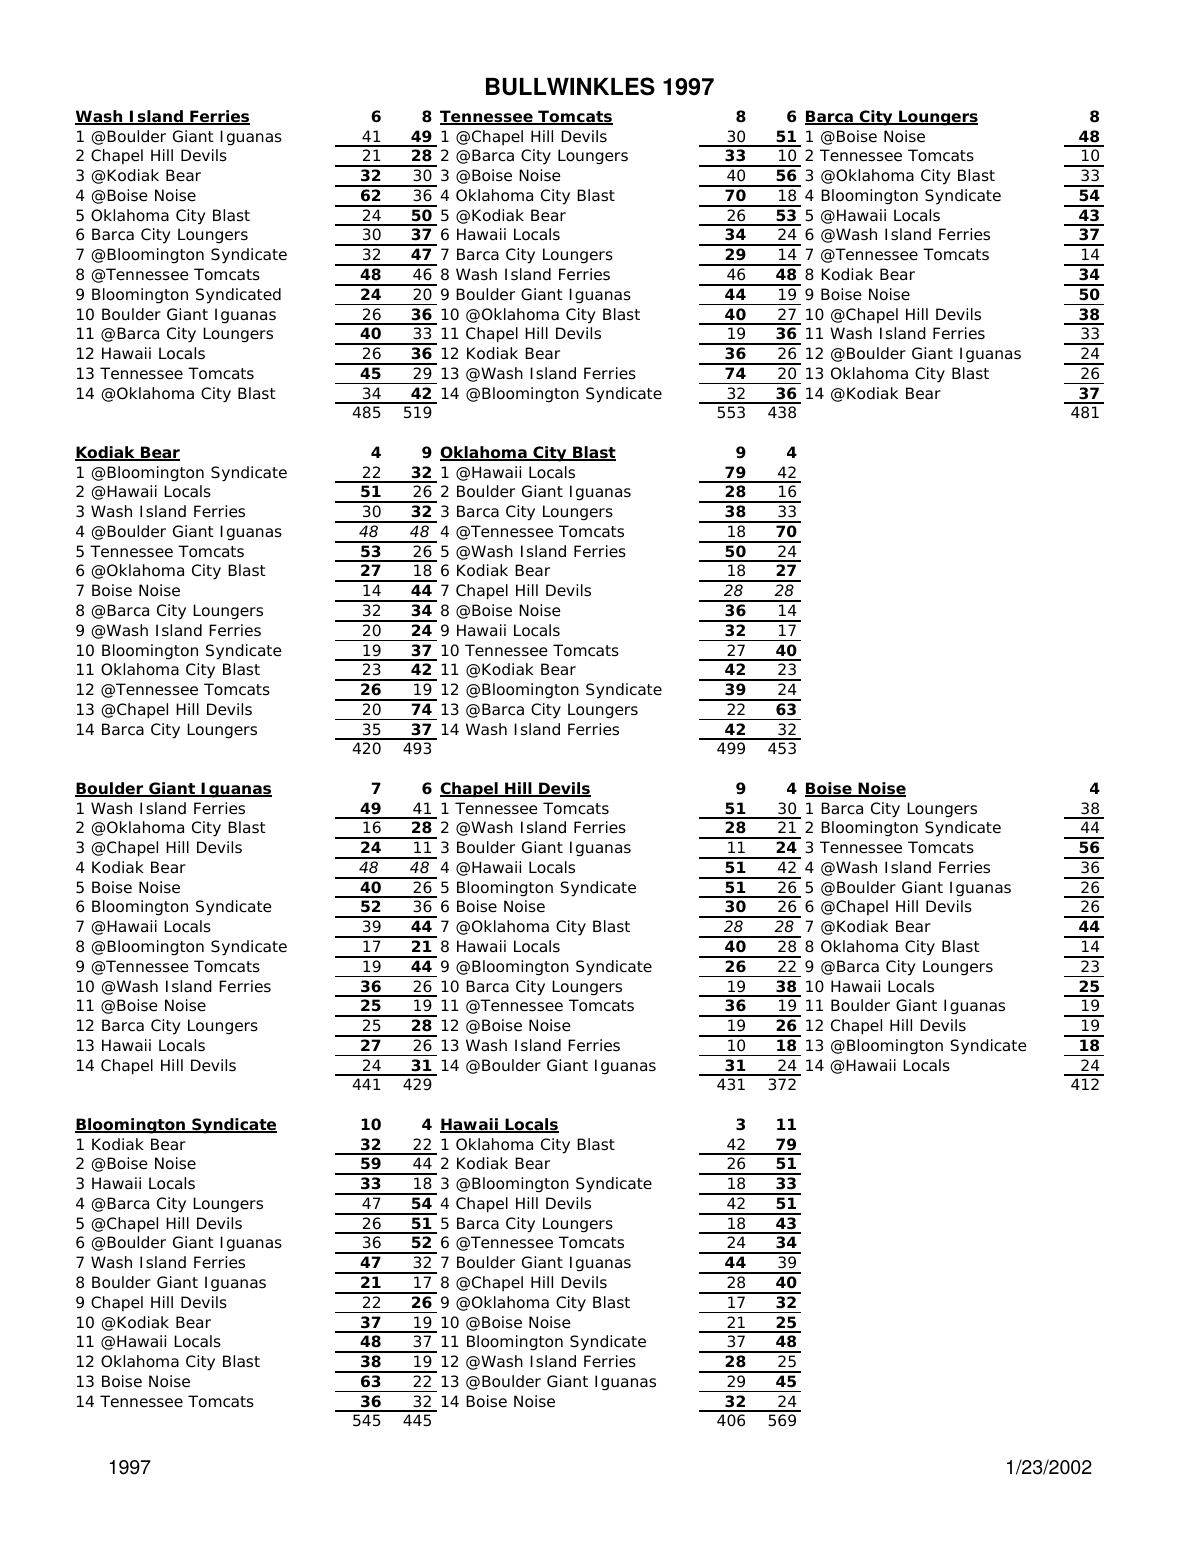 BULLWINKLES 1997
Wash Island Ferries 6 8 Tennessee Tomcats 8 6 Barca City Loungers 8
1 @Boulder Giant Iguanas 41 49 1 @Chapel Hill Devils 30 51 1 @Boise Noise 48
2 Chapel Hill Devils 21 28 2 @Barca City Loungers 33 10 2 Tennessee Tomcats 10
3 @Kodiak Bear 32 30 3 @Boise Noise 40 56 3 @Oklahoma City Blast 33
4 @Boise Noise 62 36 4 Oklahoma City Blast 70 18 4 Bloomington Syndicate 54
5 Oklahoma City Blast 24 50 5 @Kodiak Bear 26 53 5 @Hawaii Locals 43
6 Barca City Loungers 30 37 6 Hawaii Locals 34 24 6 @Wash Island Ferries 37
7 @Bloomington Syndicate 32 47 7 Barca City Loungers 29 14 7 @Tennessee Tomcats 14
8 @Tennessee Tomcats 48 46 8 Wash Island Ferries 46 48 8 Kodiak Bear 34
9 Bloomington Syndicated 24 20 9 Boulder Giant Iguanas 44 19 9 Boise Noise 50
10 Boulder Giant Iguanas 26 36 10 @Oklahoma City Blast 40 27 10 @Chapel Hill Devils 38
11 @Barca City Loungers 40 33 11 Chapel Hill Devils 19 36 11 Wash Island Ferries 33
12 Hawaii Locals 26 36 12 Kodiak Bear 36 26 12 @Boulder Giant Iguanas 24
13 Tennessee Tomcats 45 29 13 @Wash Island Ferries 74 20 13 Oklahoma City Blast 26
14 @Oklahoma City Blast 34 42 14 @Bloomington Syndicate 32 36 14 @Kodiak Bear 37
485 519 553 438 481
Kodiak Bear 4 9 Oklahoma City Blast 9 4
1 @Bloomington Syndicate 22 32 1 @Hawaii Locals 79 42
2 @Hawaii Locals 51 26 2 Boulder Giant Iguanas 28 16
3 Wash Island Ferries 30 32 3 Barca City Loungers 38 33
4 @Boulder Giant Iguanas 48 48 4 @Tennessee Tomcats 18 70
5 Tennessee Tomcats 53 26 5 @Wash Island Ferries 50 24
6 @Oklahoma City Blast 27 18 6 Kodiak Bear 18 27
7 Boise Noise 14 44 7 Chapel Hill Devils 28 28
8 @Barca City Loungers 32 34 8 @Boise Noise 36 14
9 @Wash Island Ferries 20 24 9 Hawaii Locals 32 17
10 Bloomington Syndicate 19 37 10 Tennessee Tomcats 27 40
11 Oklahoma City Blast 23 42 11 @Kodiak Bear 42 23
12 @Tennessee Tomcats 26 19 12 @Bloomington Syndicate 39 24
13 @Chapel Hill Devils 20 74 13 @Barca City Loungers 22 63
14 Barca City Loungers 35 37 14 Wash Island Ferries 42 32
420 493 499 453
Boulder Giant Iguanas 7 6 Chapel Hill Devils 9 4 Boise Noise 4
1 Wash Island Ferries 49 41 1 Tennessee Tomcats 51 30 1 Barca City Loungers 38
2 @Oklahoma City Blast 16 28 2 @Wash Island Ferries 28 21 2 Bloomington Syndicate 44
3 @Chapel Hill Devils 24 11 3 Boulder Giant Iguanas 11 24 3 Tennessee Tomcats 56
4 Kodiak Bear 48 48 4 @Hawaii Locals 51 42 4 @Wash Island Ferries 36
5 Boise Noise 40 26 5 Bloomington Syndicate 51 26 5 @Boulder Giant Iguanas 26
6 Bloomington Syndicate 52 36 6 Boise Noise 30 26 6 @Chapel Hill Devils 26
7 @Hawaii Locals 39 44 7 @Oklahoma City Blast 28 28 7 @Kodiak Bear 44
8 @Bloomington Syndicate 17 21 8 Hawaii Locals 40 28 8 Oklahoma City Blast 14
9 @Tennessee Tomcats 19 44 9 @Bloomington Syndicate 26 22 9 @Barca City Loungers 23
10 @Wash Island Ferries 36 26 10 Barca City Loungers 19 38 10 Hawaii Locals 25
11 @Boise Noise 25 19 11 @Tennessee Tomcats 36 19 11 Boulder Giant Iguanas 19
12 Barca City Loungers 25 28 12 @Boise Noise 19 26 12 Chapel Hill Devils 19
13 Hawaii Locals 27 26 13 Wash Island Ferries 10 18 13 @Bloomington Syndicate 18
14 Chapel Hill Devils 24 31 14 @Boulder Giant Iguanas 31 24 14 @Hawaii Locals 24
441 429 431 372 412
Bloomington Syndicate 10 4 Hawaii Locals 3 11
1 Kodiak Bear 32 22 1 Oklahoma City Blast 42 79
2 @Boise Noise 59 44 2 Kodiak Bear 26 51
3 Hawaii Locals 33 18 3 @Bloomington Syndicate 18 33
4 @Barca City Loungers 47 54 4 Chapel Hill Devils 42 51
5 @Chapel Hill Devils 26 51 5 Barca City Loungers 18 43
6 @Boulder Giant Iguanas 36 52 6 @Tennessee Tomcats 24 34
7 Wash Island Ferries 47 32 7 Boulder Giant Iguanas 44 39
8 Boulder Giant Iguanas 21 17 8 @Chapel Hill Devils 28 40
9 Chapel Hill Devils 22 26 9 @Oklahoma City Blast 17 32
10 @Kodiak Bear 37 19 10 @Boise Noise 21 25
11 @Hawaii Locals 48 37 11 Bloomington Syndicate 37 48
12 Oklahoma City Blast 38 19 12 @Wash Island Ferries 28 25
13 Boise Noise 63 22 13 @Boulder Giant Iguanas 29 45
14 Tennessee Tomcats 36 32 14 Boise Noise 32 24
545 445 406 569
1997 1/23/2002